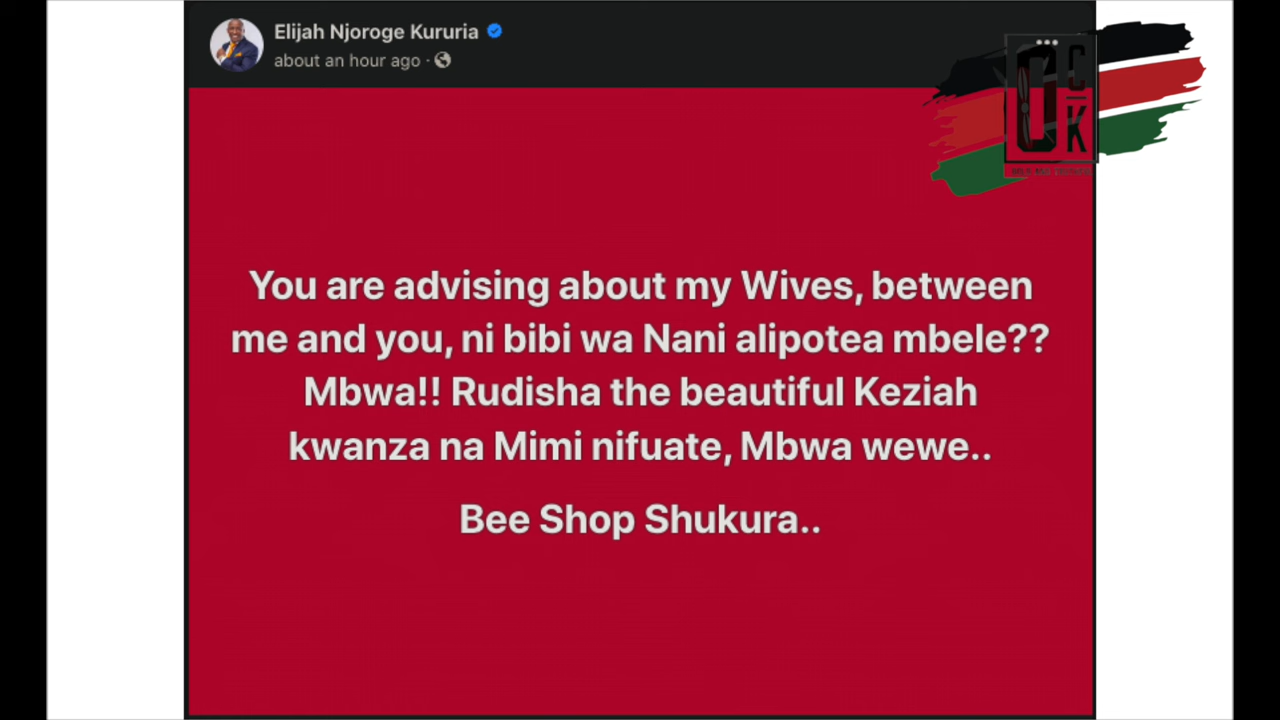 Elijah Njoroge Kururia
about an hour ago ·
You are advising about my Wives, between
me and you, ni bibi wa Nani alipotea mbele??
Mbwa!! Rudisha the beautiful Keziah
kwanza na Mimi nifuate, Mbwa wewe..
Bee Shop Shukura..
C
K